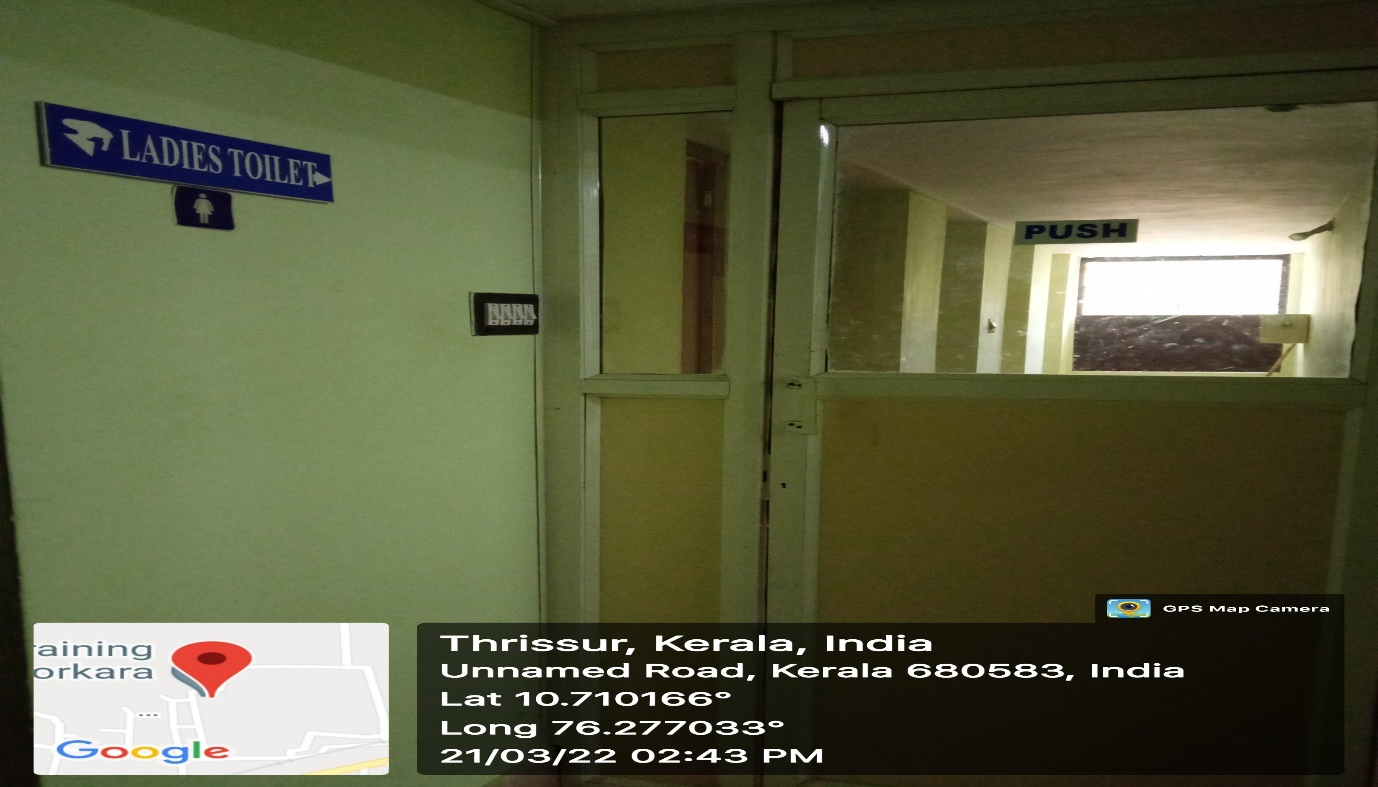 LADIES TOILET
PUSH
GPS Map Camera
raining
orkara
...
Google
Thrissur, Kerala, India
Unnamed Road, Kerala 680583, India
Lat 10.710166°
Long 76.277033°
21/03/22 02:43 PM